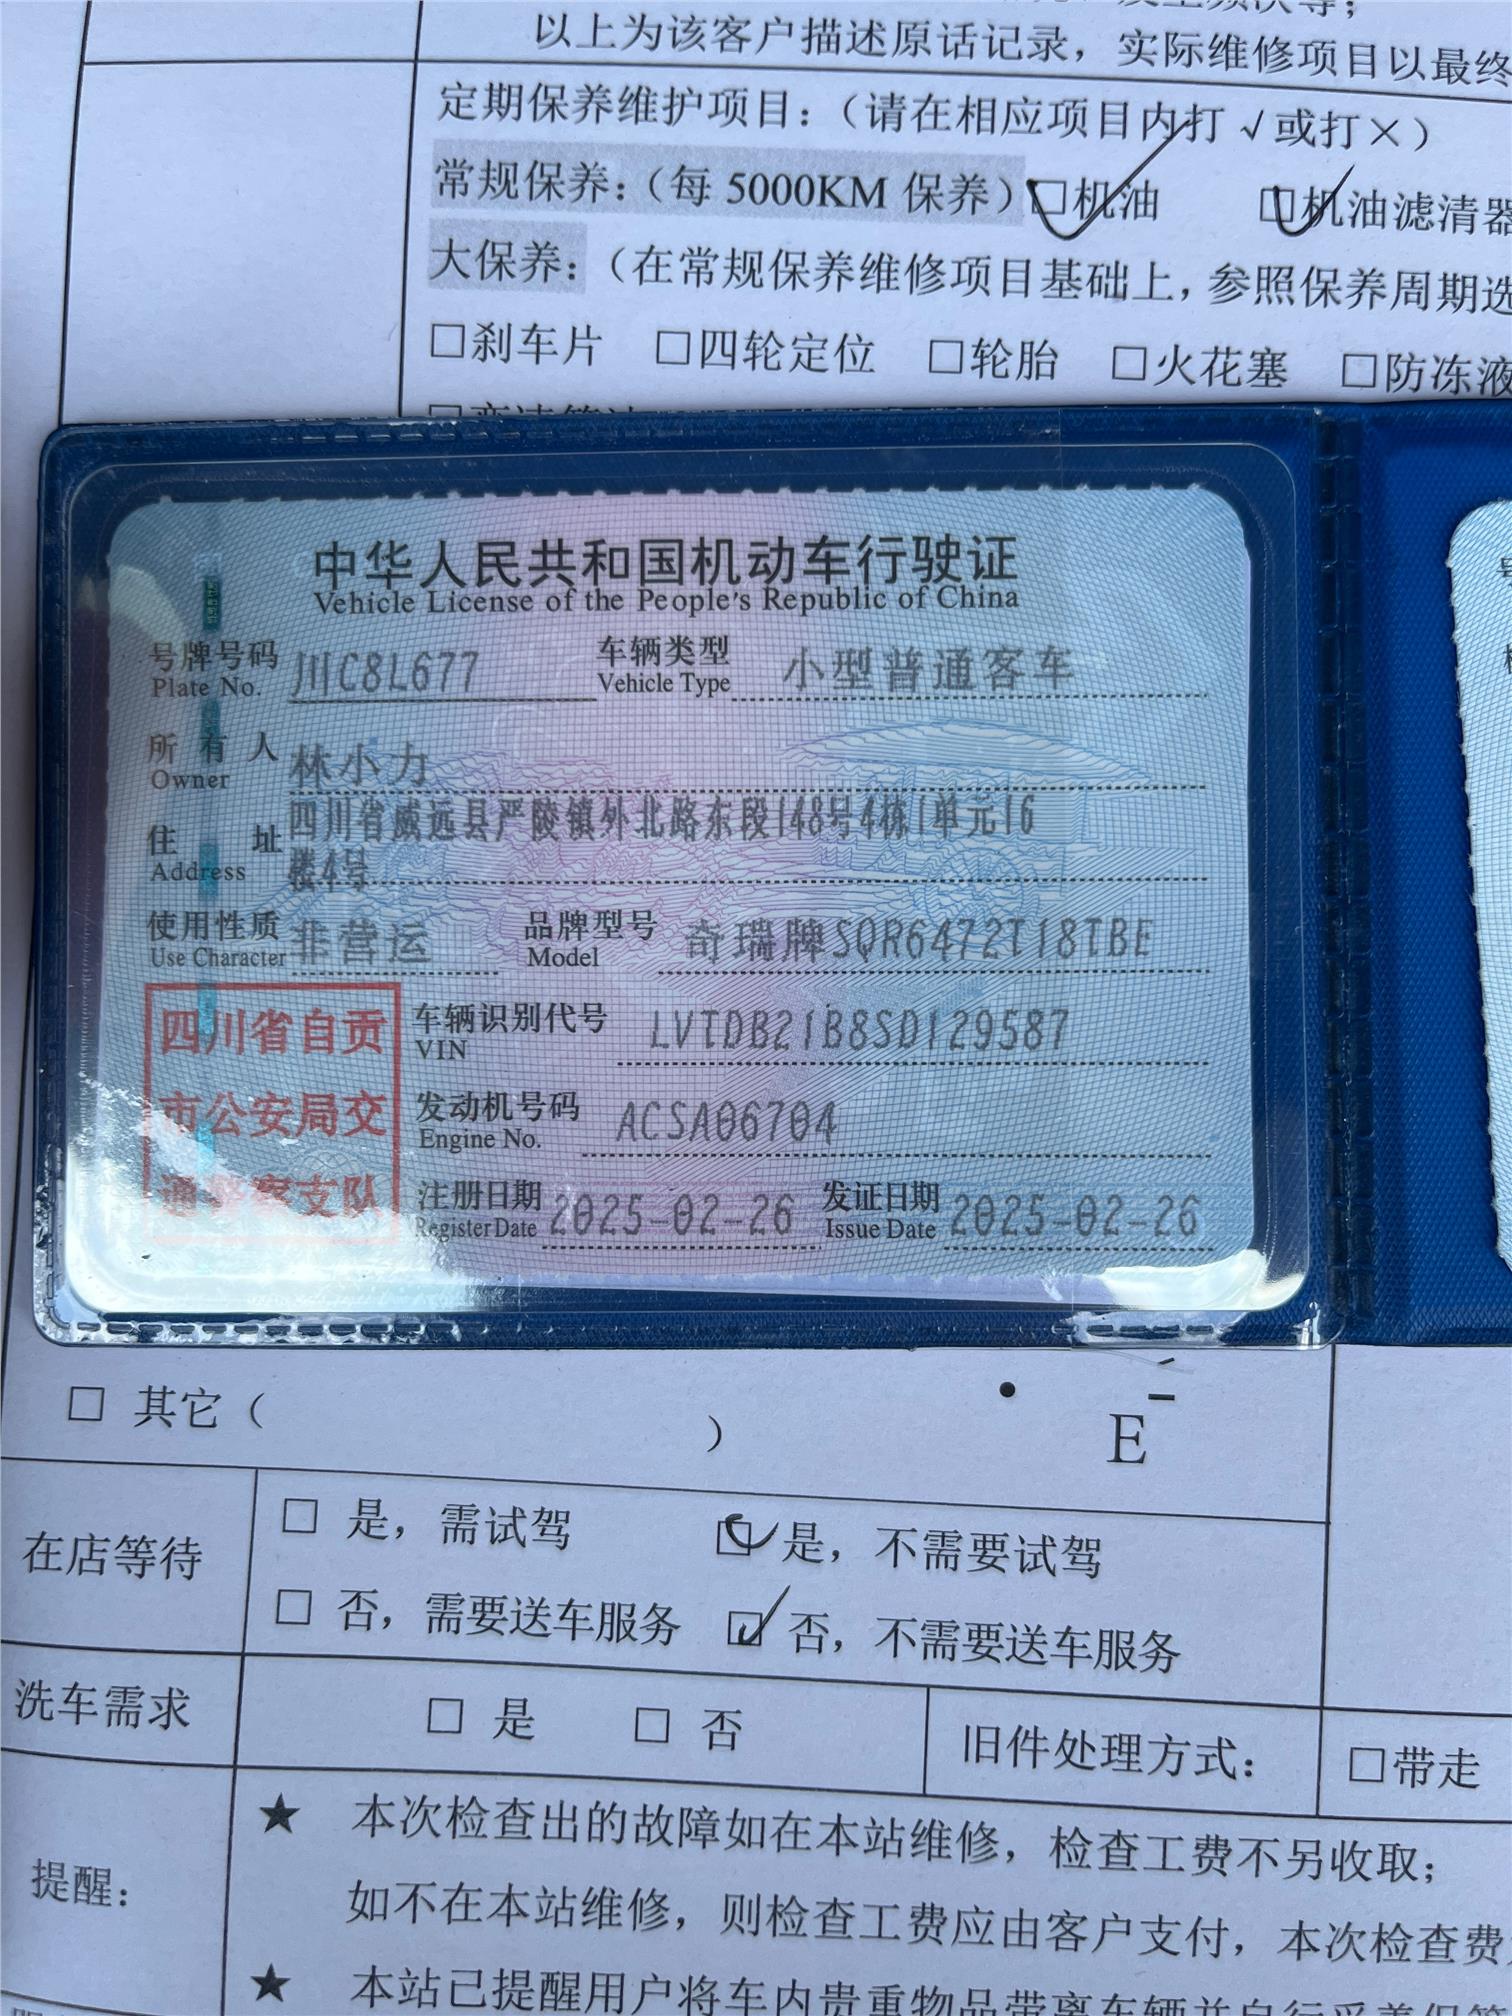 以上为该客户描述原话记录，实际维修项目以最终
定期保养维护项目：（请在相应项目内打 √ 或打 × ）
常规保养：（每 5000KM 保养）☑机油 ☑机油滤清器
大保养：（在常规保养维修项目基础上，参照保养周期选
□刹车片 □四轮定位 □轮胎 □火花塞 □防冻液
中华人民共和国机动车行驶证
Vehicle License of the People's Republic of China
号牌号码 川C8L677 车辆类型 小型普通客车
Plate No. Vehicle Type
所有人 林小力
Owner
住址 四川省威远县严陵镇外北路东段148号4栋1单元16
Address 楼4号
使用性质 非营运 品牌型号 奇瑞牌SQR6472T18TBE
Use Character Model
四川省自贡
市公安局交
通警察支队
车辆识别代号 LVTDB21B8SD129587
VIN
发动机号码 ACSA06704
Engine No.
注册日期 2025-02-26 发证日期 2025-02-26
Register Date Issue Date
□ 其它（ ）
E
在店等待
□ 是，需试驾 ☑ 是，不需要试驾
□ 否，需要送车服务 ☑ 否，不需要送车服务
洗车需求 □ 是 □ 否 旧件处理方式： □带走
提醒：
★ 本次检查出的故障如在本站维修，检查工费不另收取；
如不在本站维修，则检查工费应由客户支付，本次检查费
★ 本站已提醒用户将车内贵重物品带离车辆并自行妥善保管